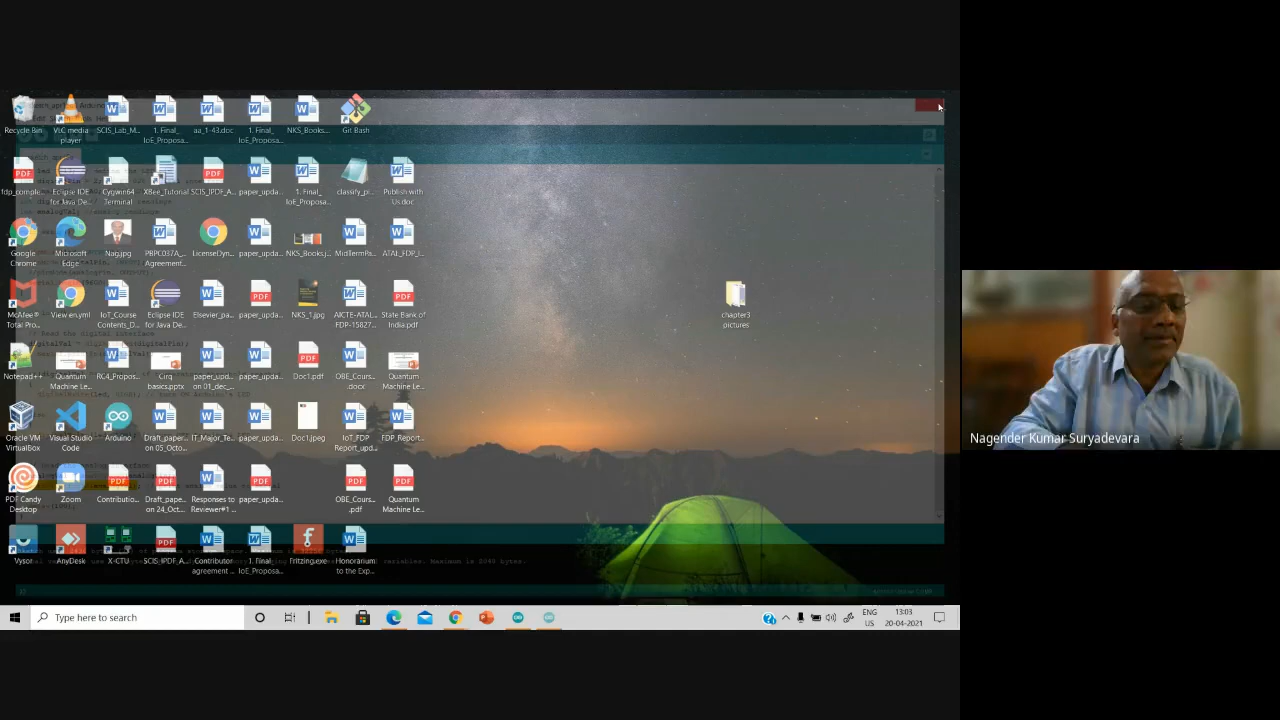 Recycle Bin
VLC media
player
SCIS_Lab_M...
1. Final_
IoE_Proposa...
aa_1-43.doc
1. Final_
IoE_Proposa...
NKS_Books...
Git Bash
fdp_comple...
Eclipse IDE
for Java De...
Cygwin64
Terminal
XBee_Tutorial
SCIS_IPDF_A...
paper_upda...
1. Final_
IoE_Proposa...
classify_pi...
Publish with
Us.doc
Google
Chrome
Microsoft
Edge
Nag.jpg
PBPC037A_...
Agreement...
LicenseDyn...
paper_upda...
NKS_Books.j...
MidTermPa...
ATAL_FDP_I...
McAfee®
Total Pro...
View en.yml
IoT_Course
Contents_D...
Eclipse IDE
for Java De...
Elsevier_pa...
paper_upda...
NKS_1.jpg
AICTE-ATAL...
FDP-15827...
State Bank of
India.pdf
chapter3
pictures
Notepad++
Quantum
Machine Le...
RC4_Propos...
Cirq
basics.pptx
paper_upd...
on 01_dec_...
paper_upda...
Doc1.pdf
OBE_Cours...
.docx
Quantum
Machine Le...
Oracle VM
VirtualBox
Visual Studio
Code
Arduino
Draft_paper...
on 05_Octo...
IT_Major_Te...
paper_upda...
Doc1.jpeg
IoT_FDP
Report_upd...
FDP_Report...
PDF Candy
Desktop
Zoom
Contributio...
Draft_pape...
on 24_Oct...
Responses to
Reviewer#1 ...
paper_upda...
OBE_Cours...
.pdf
Quantum
Machine Le...
Vysor
AnyDesk
X-CTU
SCIS_IPDF_A...
Contributor
agreement ...
1. Final
IoE_Proposa...
Fritzing.exe
Honorarium
to the Exp...
Type here to search
ENG
US
13:03
20-04-2021
Nagender Kumar Suryadevara